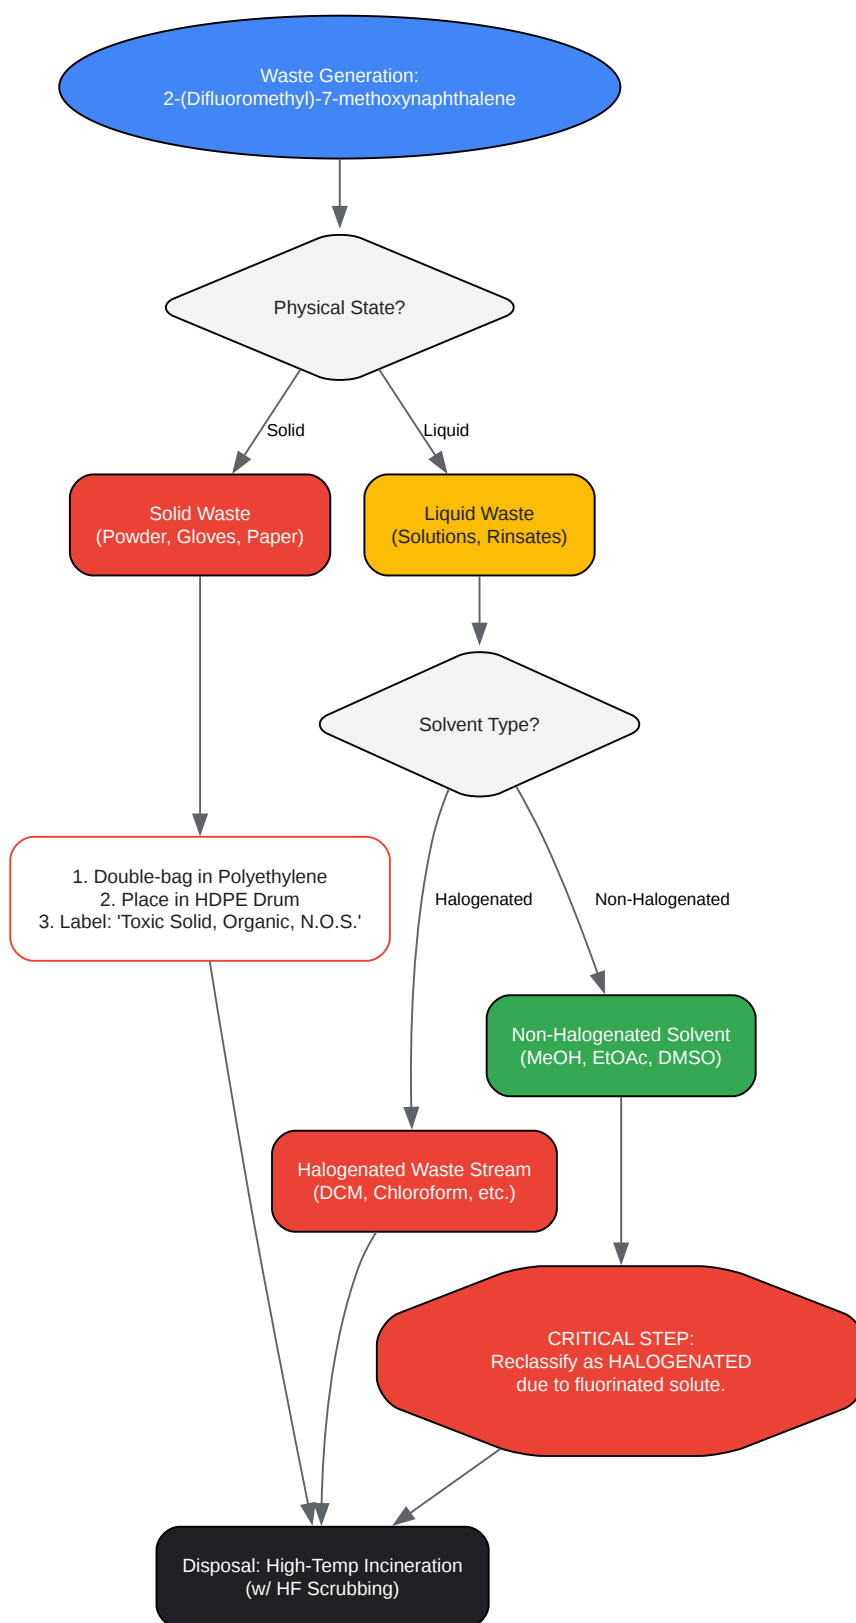 Waste Generation:
2-(Difluoromethyl)-7-methoxynaphthalene
Physical State?
Solid
Liquid
Solid Waste
(Powder, Gloves, Paper)
Liquid Waste
(Solutions, Rinsates)
Solvent Type?
1. Double-bag in Polyethylene
2. Place in HDPE Drum
3. Label: 'Toxic Solid, Organic, N.O.S.'
Halogenated
Non-Halogenated
Non-Halogenated Solvent
(MeOH, EtOAc, DMSO)
Halogenated Waste Stream
(DCM, Chloroform, etc.)
CRITICAL STEP:
Reclassify as HALOGENATED
due to fluorinated solute.
Disposal: High-Temp Incineration
(w/ HF Scrubbing)